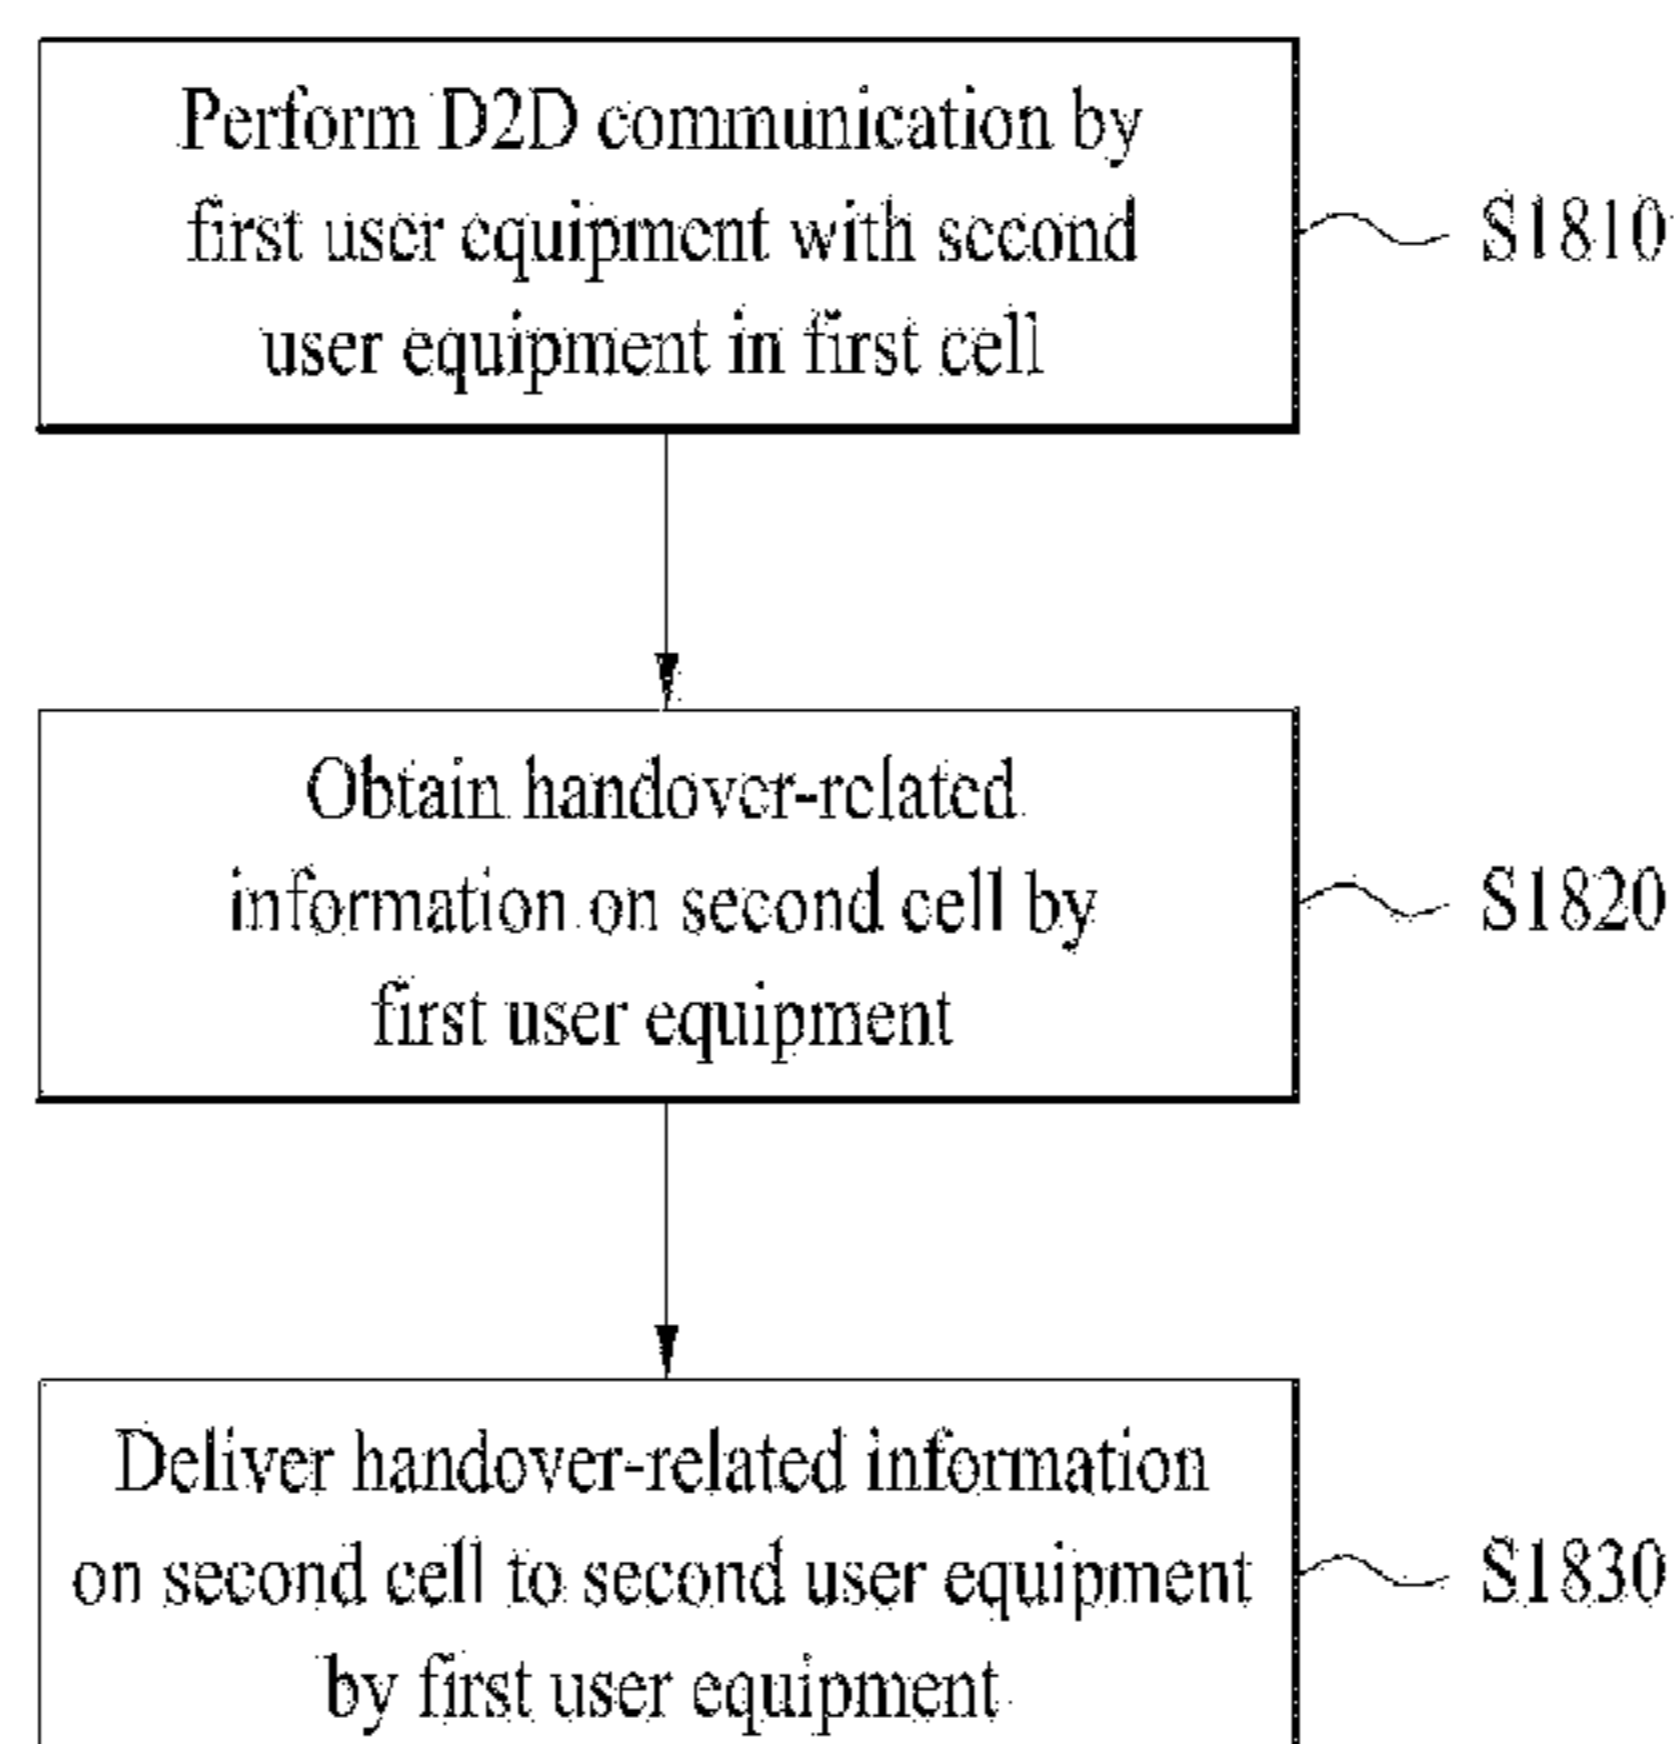 Perform D2D communication by
first user equipment with second
user equipment in first cell
S1810
Obtain handover-related
information on second cell by
first user equipment
S1820
Deliver handover-related information
on second cell to second user equipment
by first user equipment
S1830